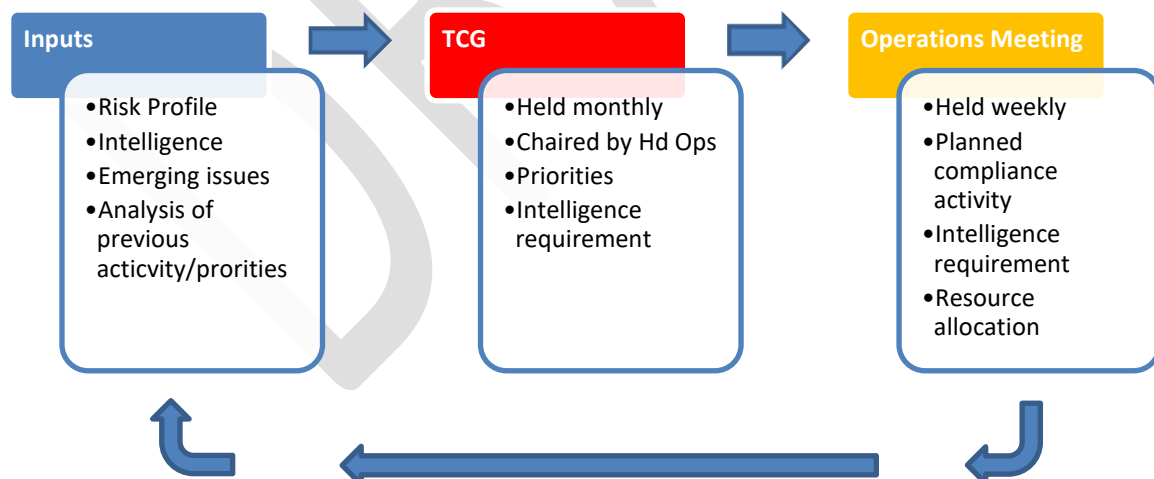 Inputs
•Risk Profile
•Intelligence
•Emerging issues
•Analysis of
previous
acticvity/prorities
TCG
•Held monthly
•Chaired by Hd Ops
•Priorities
•Intelligence
requirement
Operations Meeting
•Held weekly
•Planned
compliance
activity
•Intelligence
requirement
•Resource
allocation